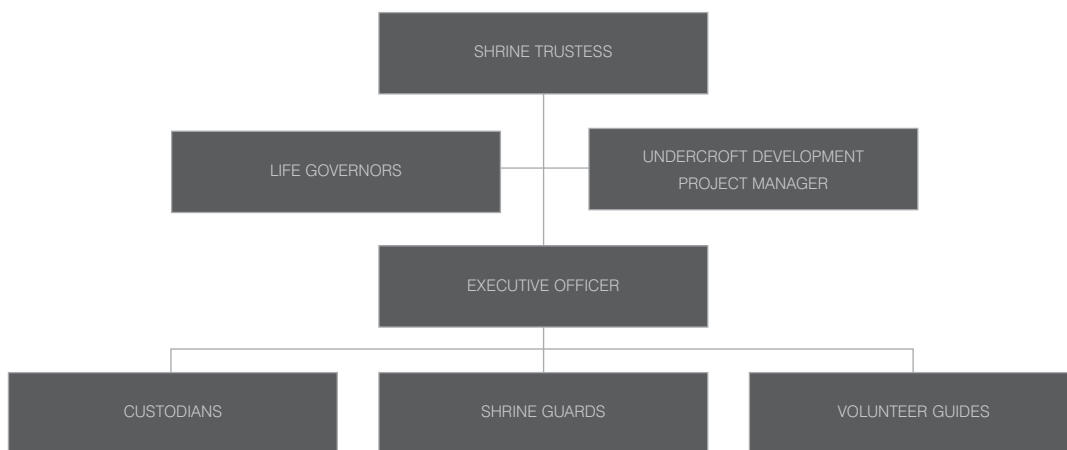 SHRINE TRUSTESS
LIFE GOVERNORS
UNDERCROFT DEVELOPMENT
PROJECT MANAGER
EXECUTIVE OFFICER
CUSTODIANS
SHRINE GUARDS
VOLUNTEER GUIDES